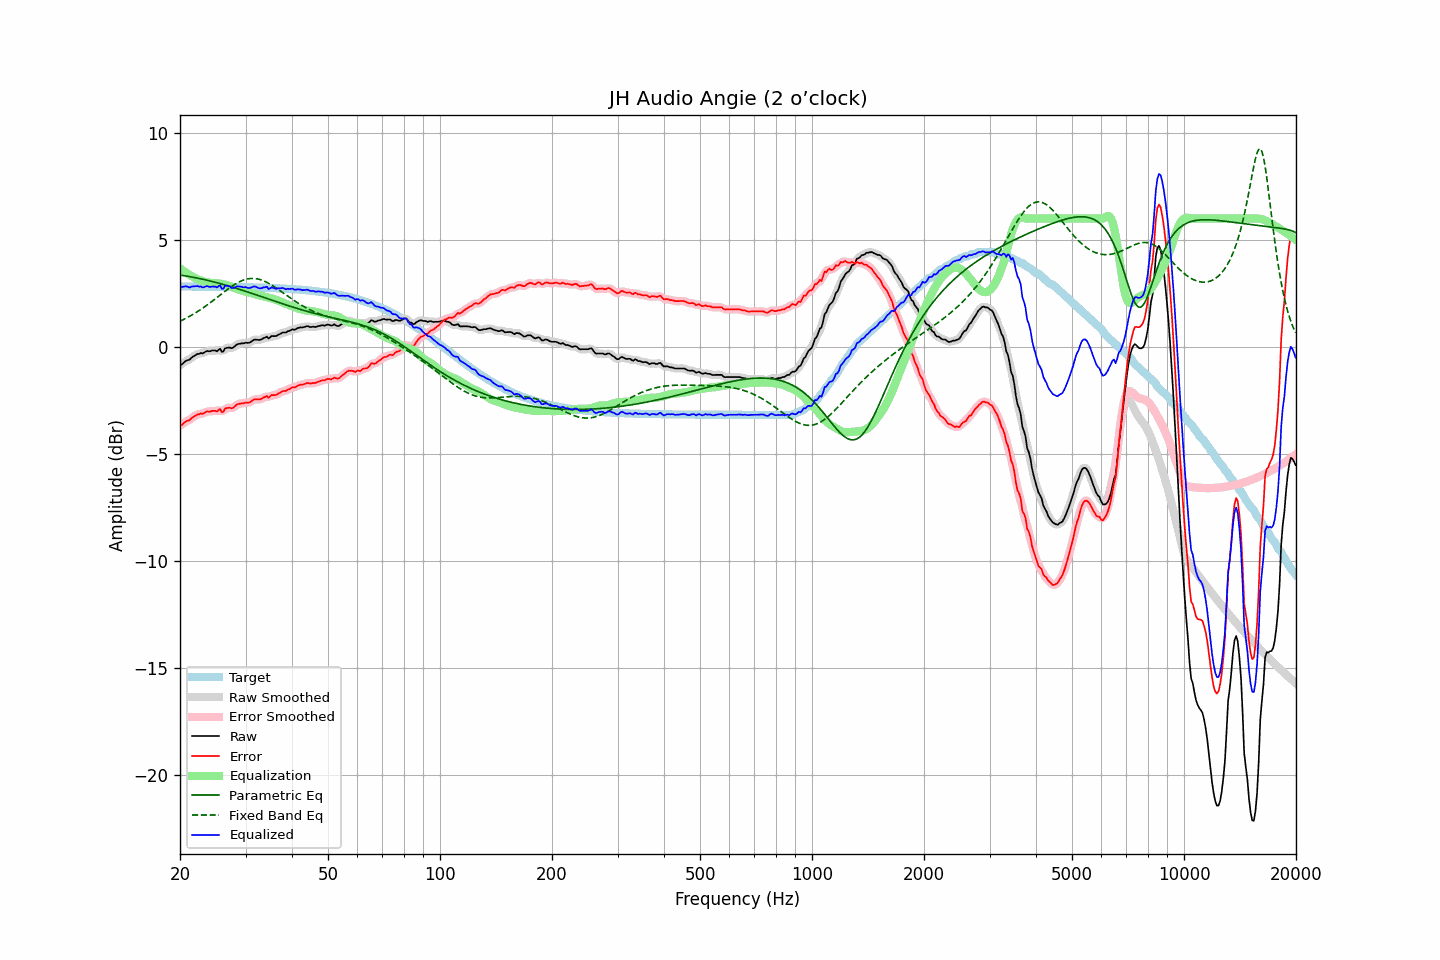 JH Audio Angie (2 o’clock)
10
5
0
−5
−10
−15
−20
Amplitude (dBr)
Target
Raw Smoothed
Error Smoothed
Raw
Error
Equalization
Parametric Eq
Fixed Band Eq
Equalized
20 50 100 200 500 1000 2000 5000 10000 20000
Frequency (Hz)